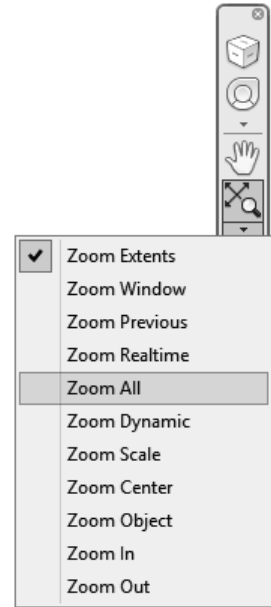 Zoom Extents
Zoom Window
Zoom Previous
Zoom Realtime
Zoom All
Zoom Dynamic
Zoom Scale
Zoom Center
Zoom Object
Zoom In
Zoom Out